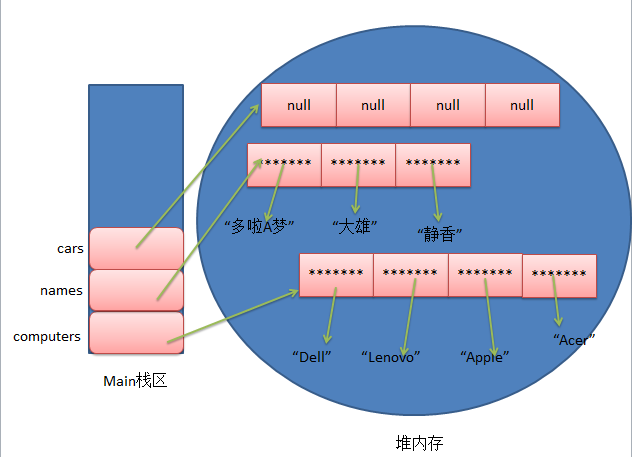 null null null null
******* ******* *******
“多啦A梦” “大雄” “静香”
cars
names
******* ******* ******* *******
computers
“Dell” “Lenovo” “Apple” “Acer”
Main栈区
堆内存